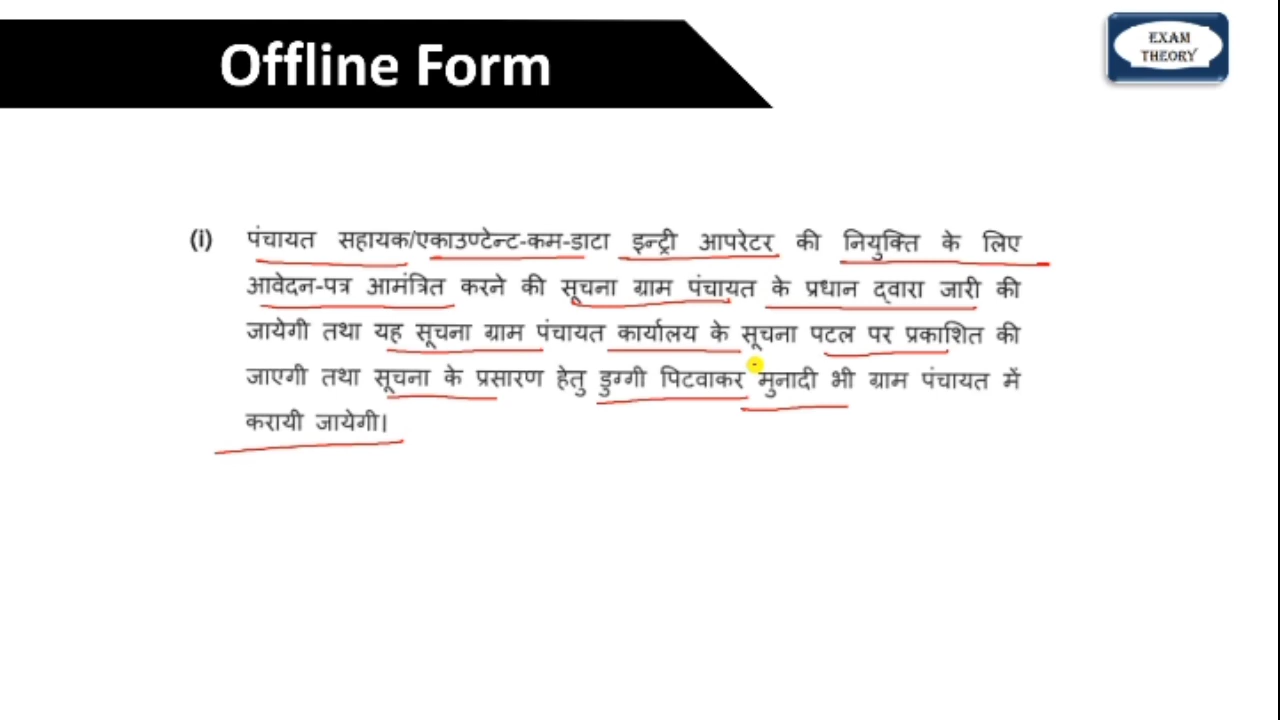 Offline Form
EXAM
THEORY
(i) पंचायत सहायक/एकाउण्टेन्ट-कम-डाटा इन्ट्री आपरेटर की नियुक्ति के लिए
आवेदन-पत्र आमंत्रित करने की सूचना ग्राम पंचायत के प्रधान द्वारा जारी की
जायेगी तथा यह सूचना ग्राम पंचायत कार्यालय के सूचना पटल पर प्रकाशित की
जाएगी तथा सूचना के प्रसारण हेतु डुग्गी पिटवाकर मुनादी भी ग्राम पंचायत में
करायी जायेगी।